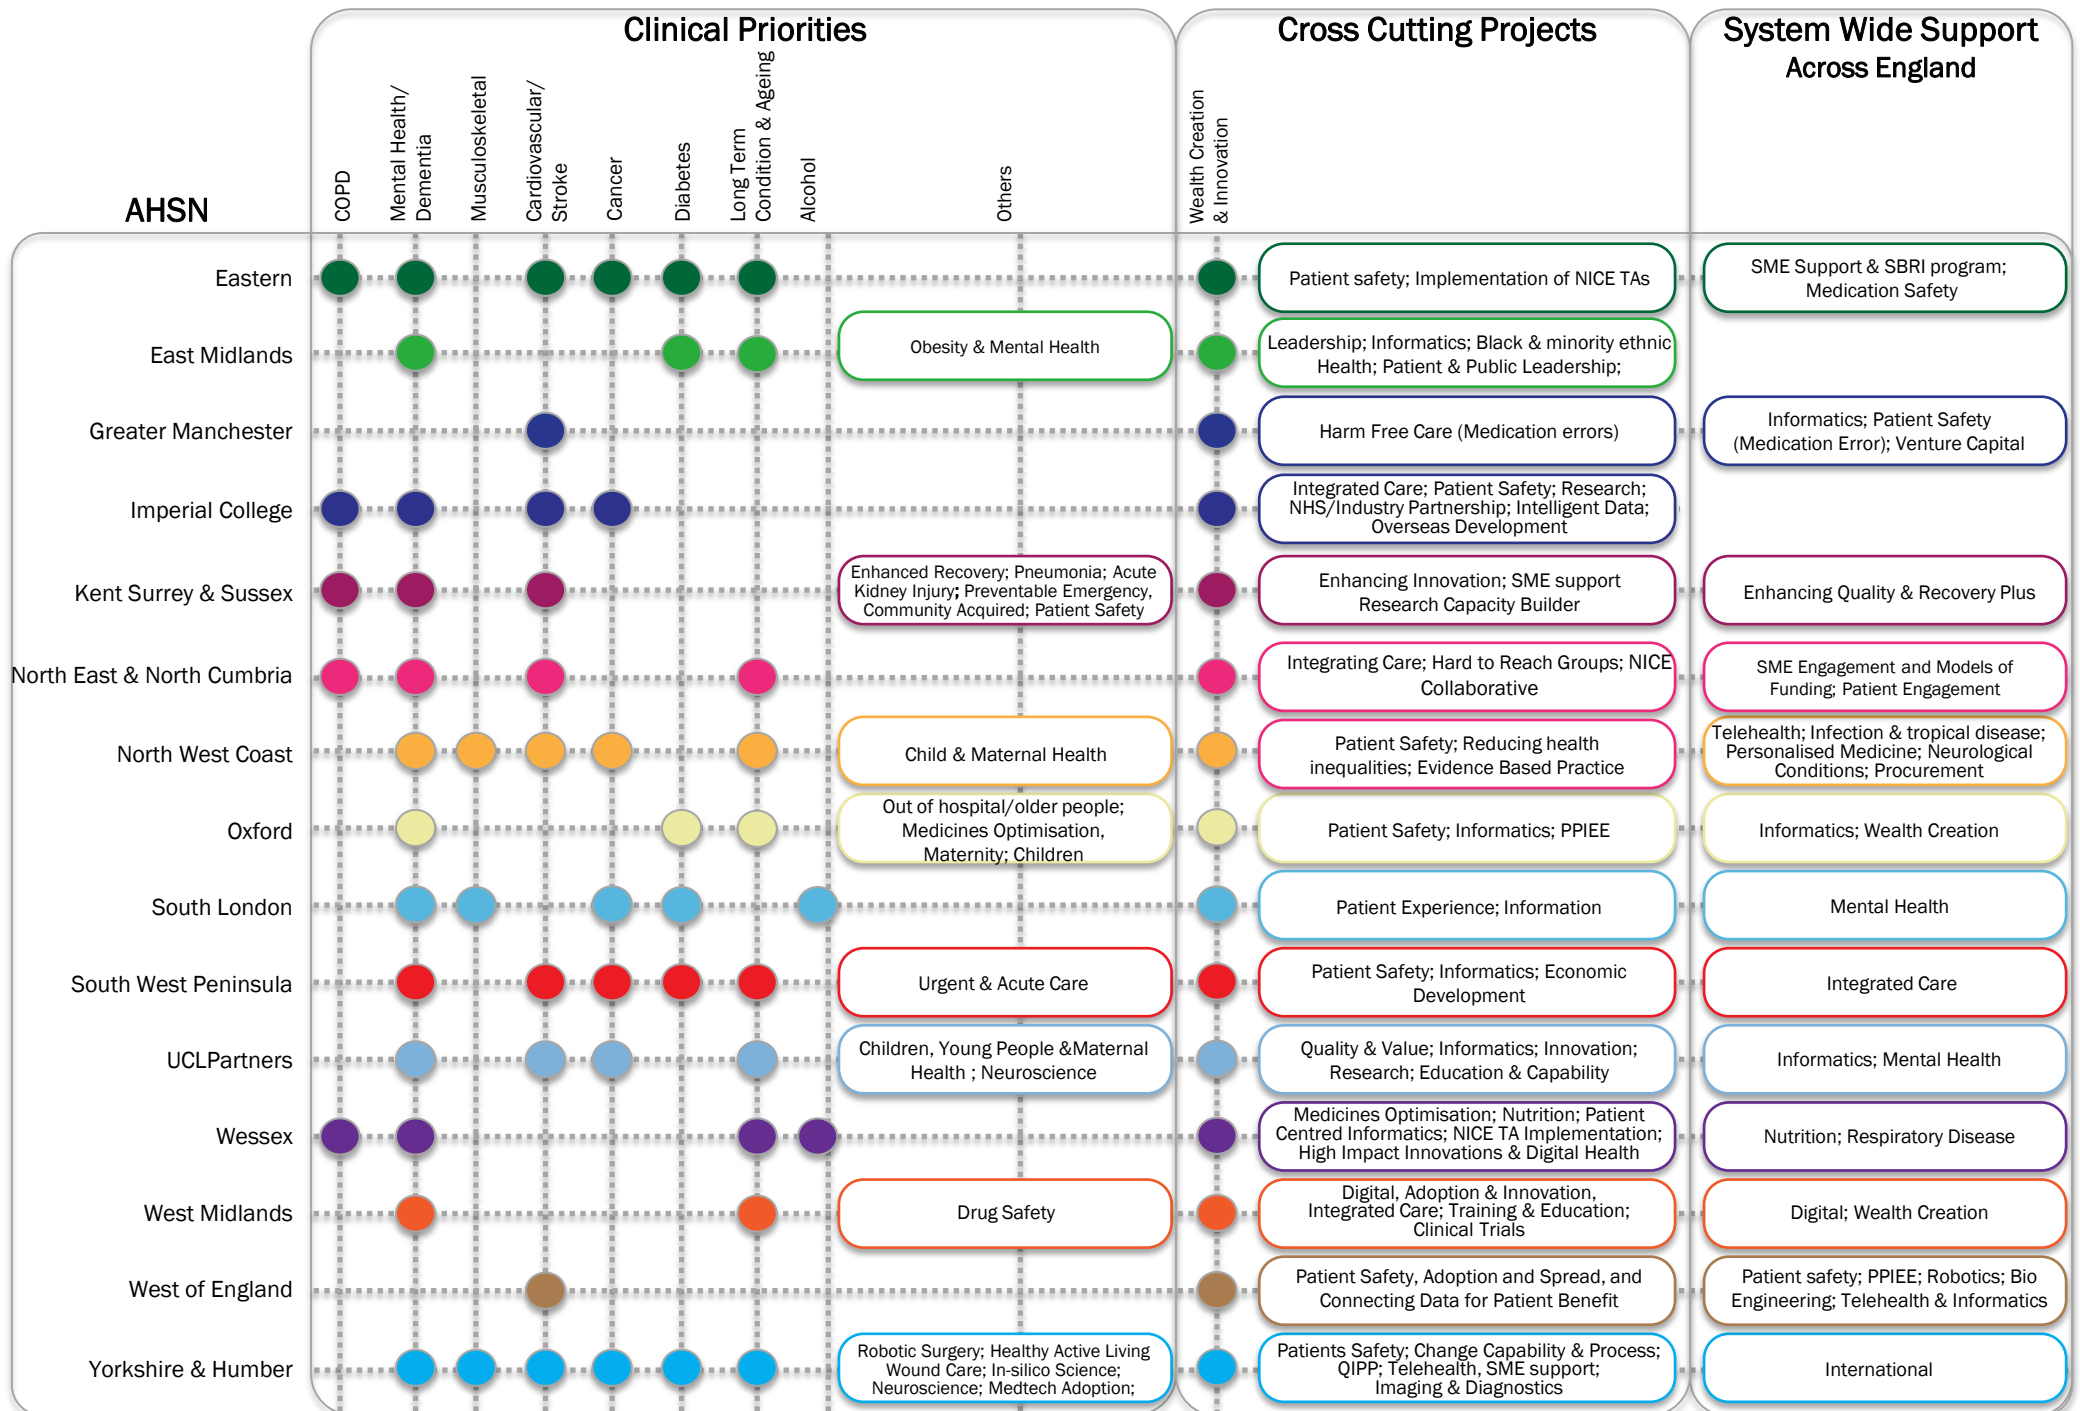 Clinical Priorities
Cross Cutting Projects
System Wide Support
Across England
AHSN
COPD
Mental Health/
Dementia
Musculoskeletal
Cardiovascular/
Stroke
Cancer
Diabetes
Long Term
Condition & Ageing
Alcohol
Others
Wealth Creation
& Innovation
Eastern
Patient safety; Implementation of NICE TAs
SME Support & SBRI program;
Medication Safety
East Midlands
Obesity & Mental Health
Leadership; Informatics; Black & minority ethnic
Health; Patient & Public Leadership;
Greater Manchester
Harm Free Care (Medication errors)
Informatics; Patient Safety
(Medication Error); Venture Capital
Imperial College
Integrated Care; Patient Safety; Research;
NHS/Industry Partnership; Intelligent Data;
Overseas Development
Kent Surrey & Sussex
Enhanced Recovery; Pneumonia; Acute
Kidney Injury; Preventable Emergency,
Community Acquired; Patient Safety
Enhancing Innovation; SME support
Research Capacity Builder
Enhancing Quality & Recovery Plus
North East & North Cumbria
Integrating Care; Hard to Reach Groups; NICE
Collaborative
SME Engagement and Models of
Funding; Patient Engagement
North West Coast
Child & Maternal Health
Patient Safety; Reducing health
inequalities; Evidence Based Practice
Telehealth; Infection & tropical disease;
Personalised Medicine; Neurological
Conditions; Procurement
Oxford
Out of hospital/older people;
Medicines Optimisation,
Maternity; Children
Patient Safety; Informatics; PPIEE
Informatics; Wealth Creation
South London
Patient Experience; Information
Mental Health
South West Peninsula
Urgent & Acute Care
Patient Safety; Informatics; Economic
Development
Integrated Care
UCLPartners
Children, Young People &Maternal
Health ; Neuroscience
Quality & Value; Informatics; Innovation;
Research; Education & Capability
Informatics; Mental Health
Wessex
Medicines Optimisation; Nutrition; Patient
Centred Informatics; NICE TA Implementation;
High Impact Innovations & Digital Health
Nutrition; Respiratory Disease
West Midlands
Drug Safety
Digital, Adoption & Innovation,
Integrated Care; Training & Education;
Clinical Trials
Digital; Wealth Creation
West of England
Patient Safety, Adoption and Spread, and
Connecting Data for Patient Benefit
Patient safety; PPIEE; Robotics; Bio
Engineering; Telehealth & Informatics
Yorkshire & Humber
Robotic Surgery; Healthy Active Living
Wound Care; In-silico Science;
Neuroscience; Medtech Adoption;
Patients Safety; Change Capability & Process;
QIPP; Telehealth, SME support;
Imaging & Diagnostics
International